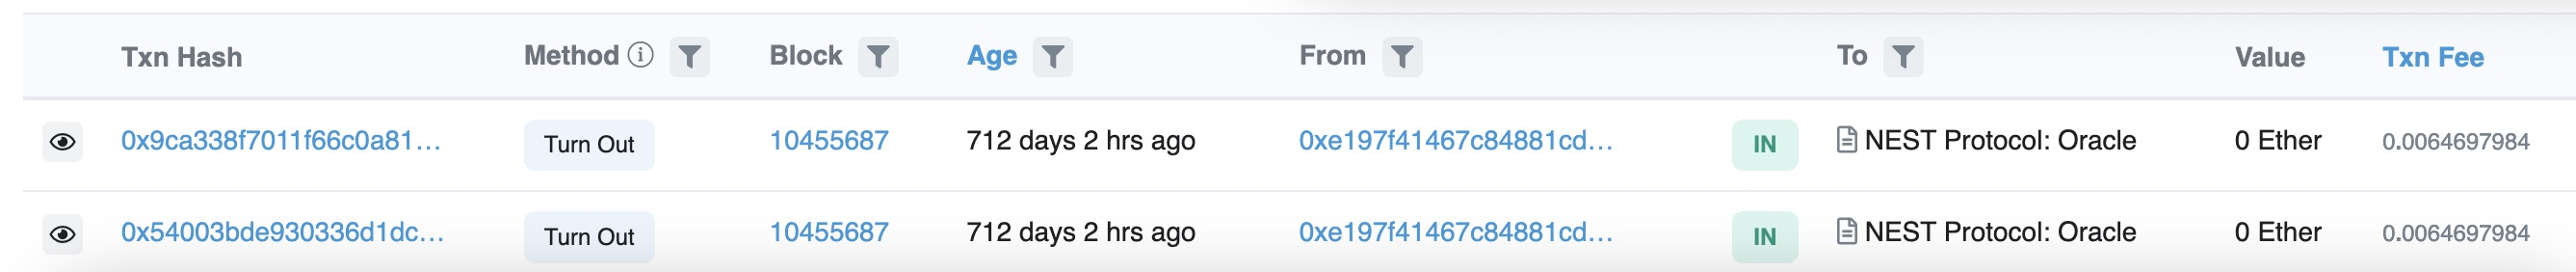 Txn Hash Method Block Age From To Value Txn Fee
0x9ca338f7011f66c0a81... Turn Out 10455687 712 days 2 hrs ago 0xe197f41467c84881cd... IN NEST Protocol: Oracle 0 Ether 0.0064697984
0x54003bde930336d1dc... Turn Out 10455687 712 days 2 hrs ago 0xe197f41467c84881cd... IN NEST Protocol: Oracle 0 Ether 0.0064697984